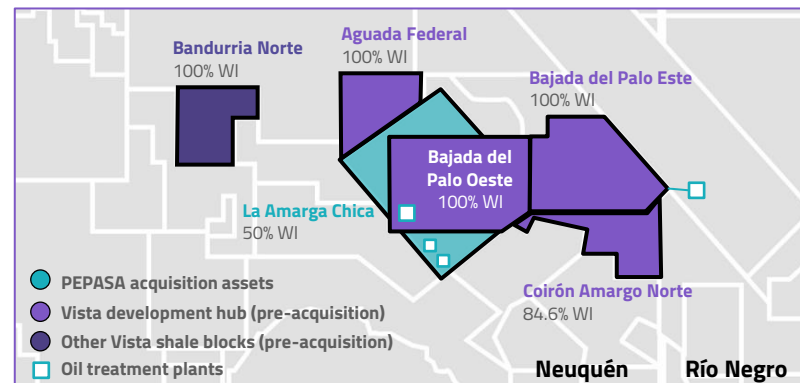 Bandurria Norte
100% WI
Aguada Federal
100% WI
Bajada del Palo Este
100% WI
Bajada del
Palo Oeste
100% WI
La Amarga Chica
50% WI
PEPASA acquisition assets
Vista development hub (pre-acquisition)
Other Vista shale blocks (pre-acquisition)
Oil treatment plants
Coirón Amargo Norte
84.6% WI
Neuquén
Río Negro